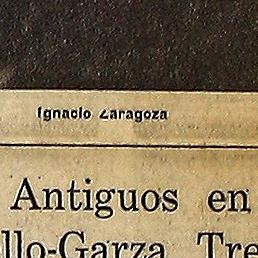 Ignacio Zaragoza
Antiguos en
llo-Garza Tre